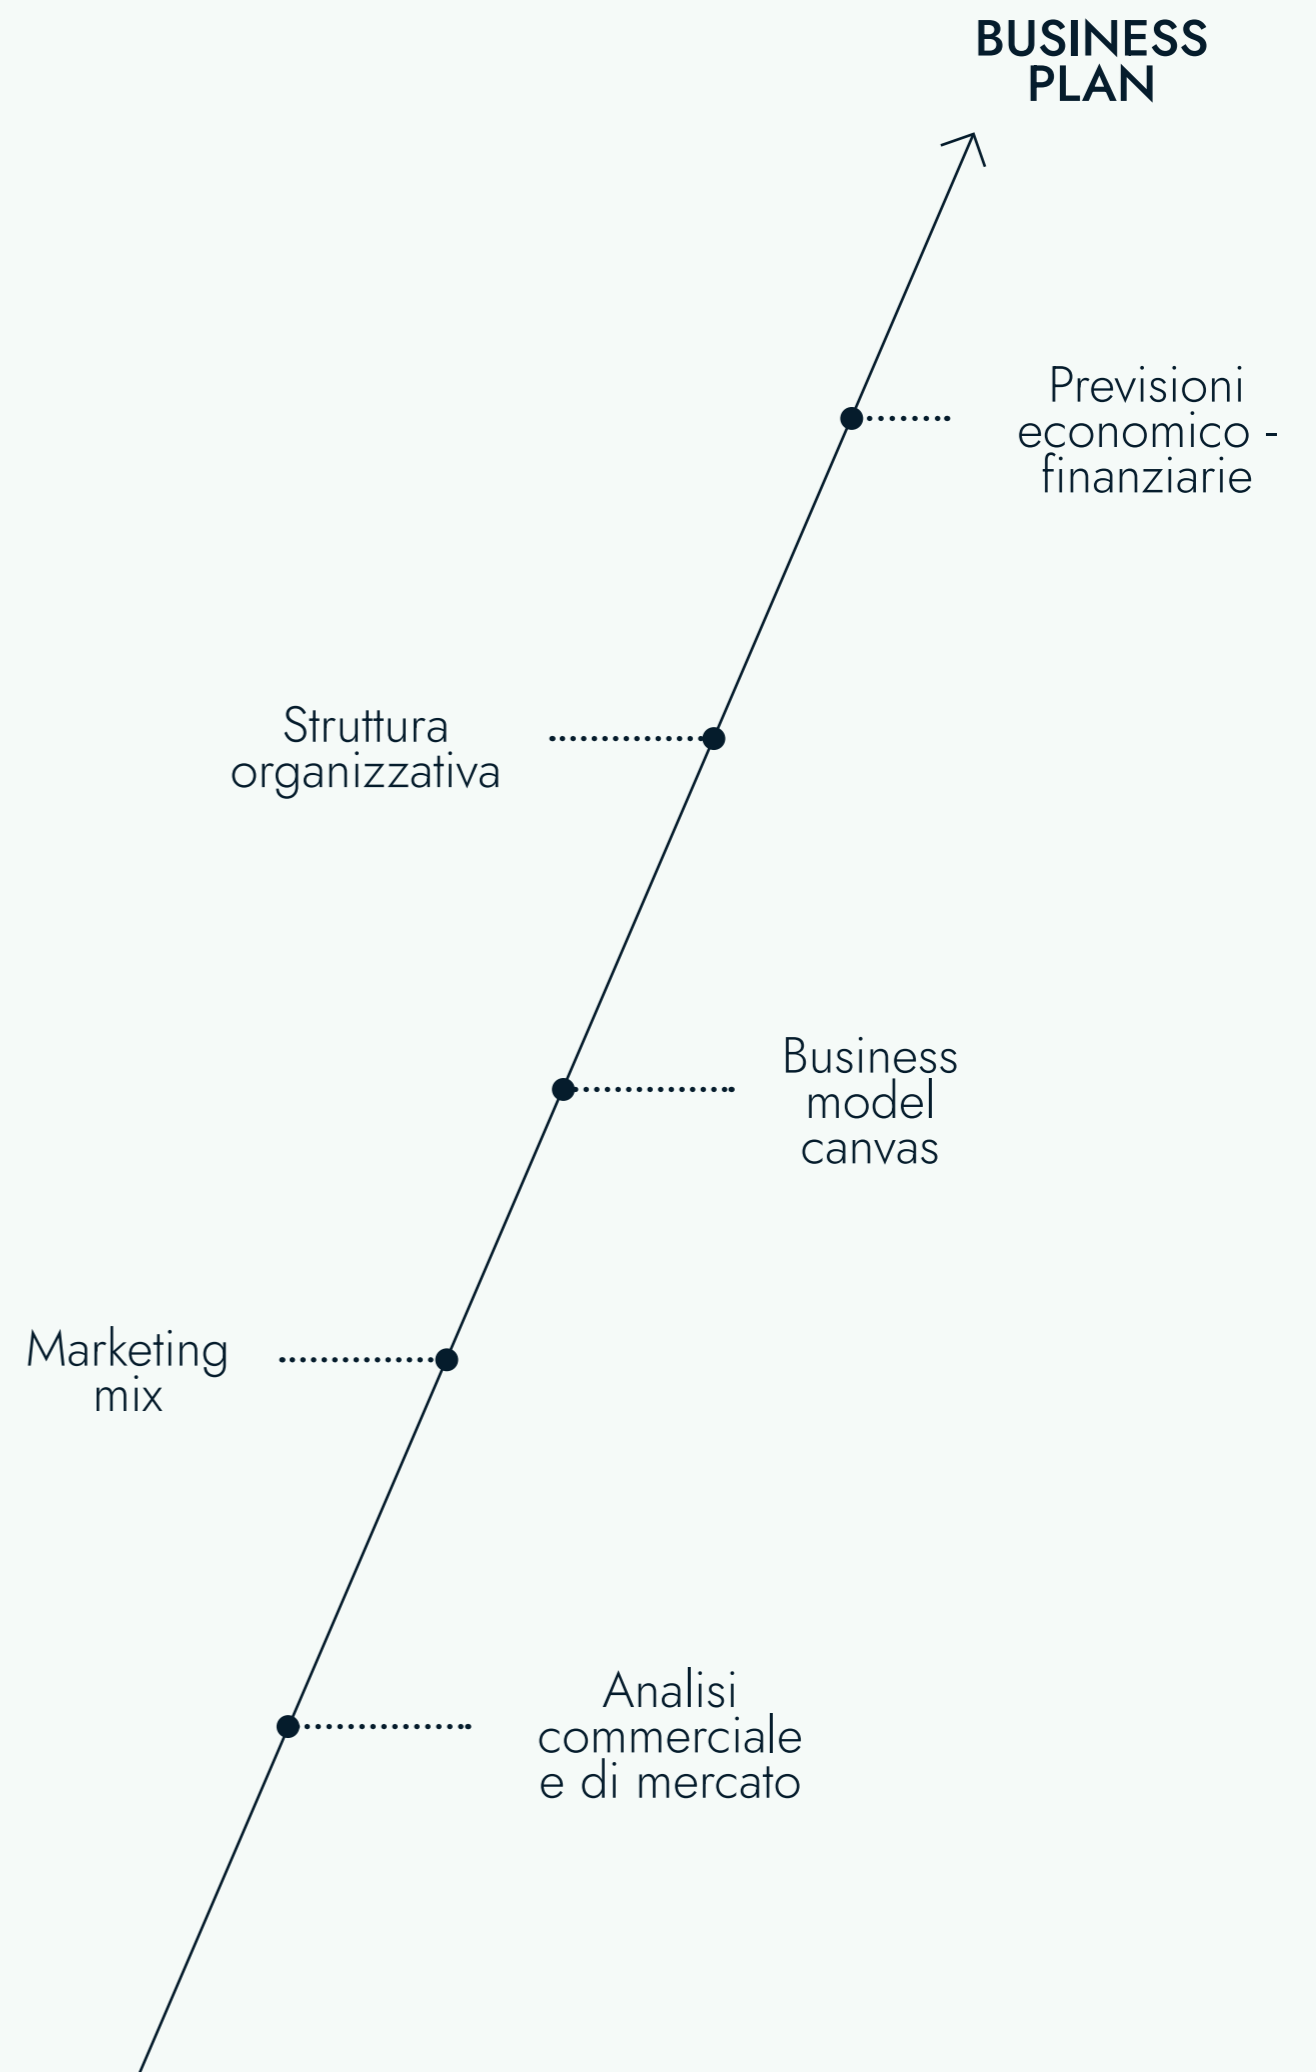 BUSINESS
PLAN
Previsioni
economico -
finanziarie
Struttura
organizzativa
Business
model
canvas
Marketing
mix
Analisi
commerciale
e di mercato